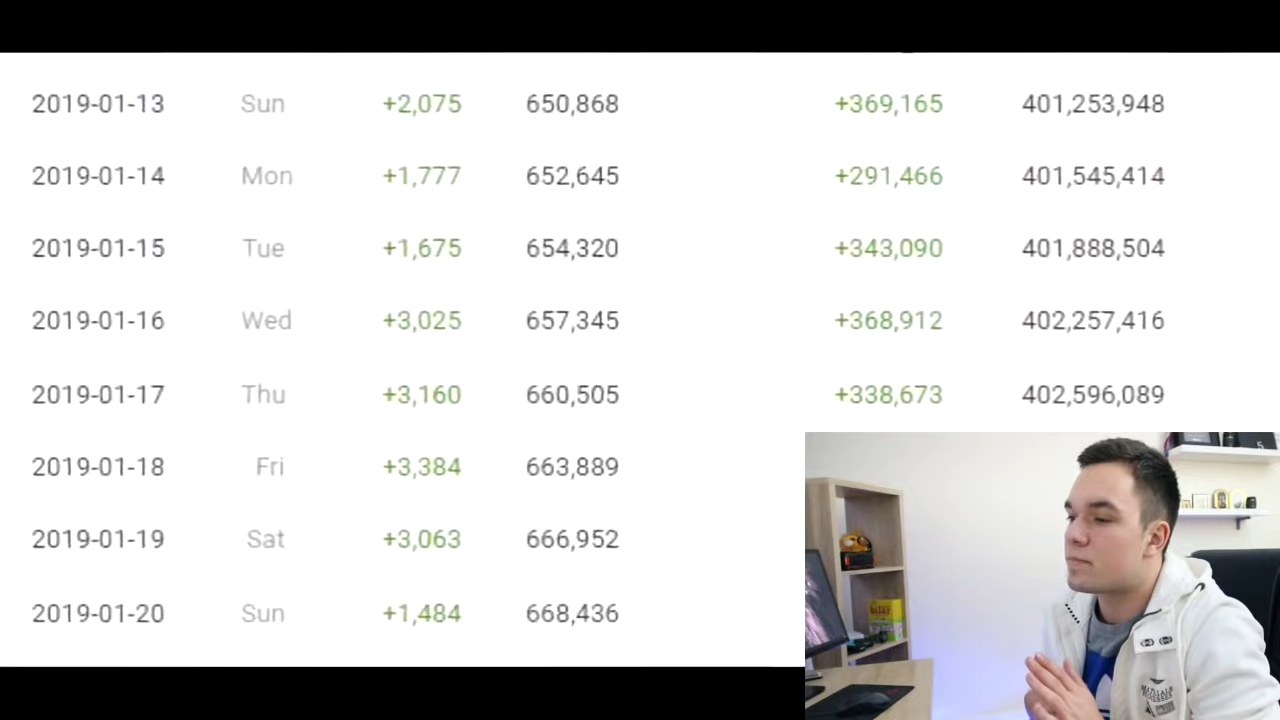 2019-01-13 Sun +2,075 650,868 +369,165 401,253,948
2019-01-14 Mon +1,777 652,645 +291,466 401,545,414
2019-01-15 Tue +1,675 654,320 +343,090 401,888,504
2019-01-16 Wed +3,025 657,345 +368,912 402,257,416
2019-01-17 Thu +3,160 660,505 +338,673 402,596,089
2019-01-18 Fri +3,384 663,889
2019-01-19 Sat +3,063 666,952
2019-01-20 Sun +1,484 668,436